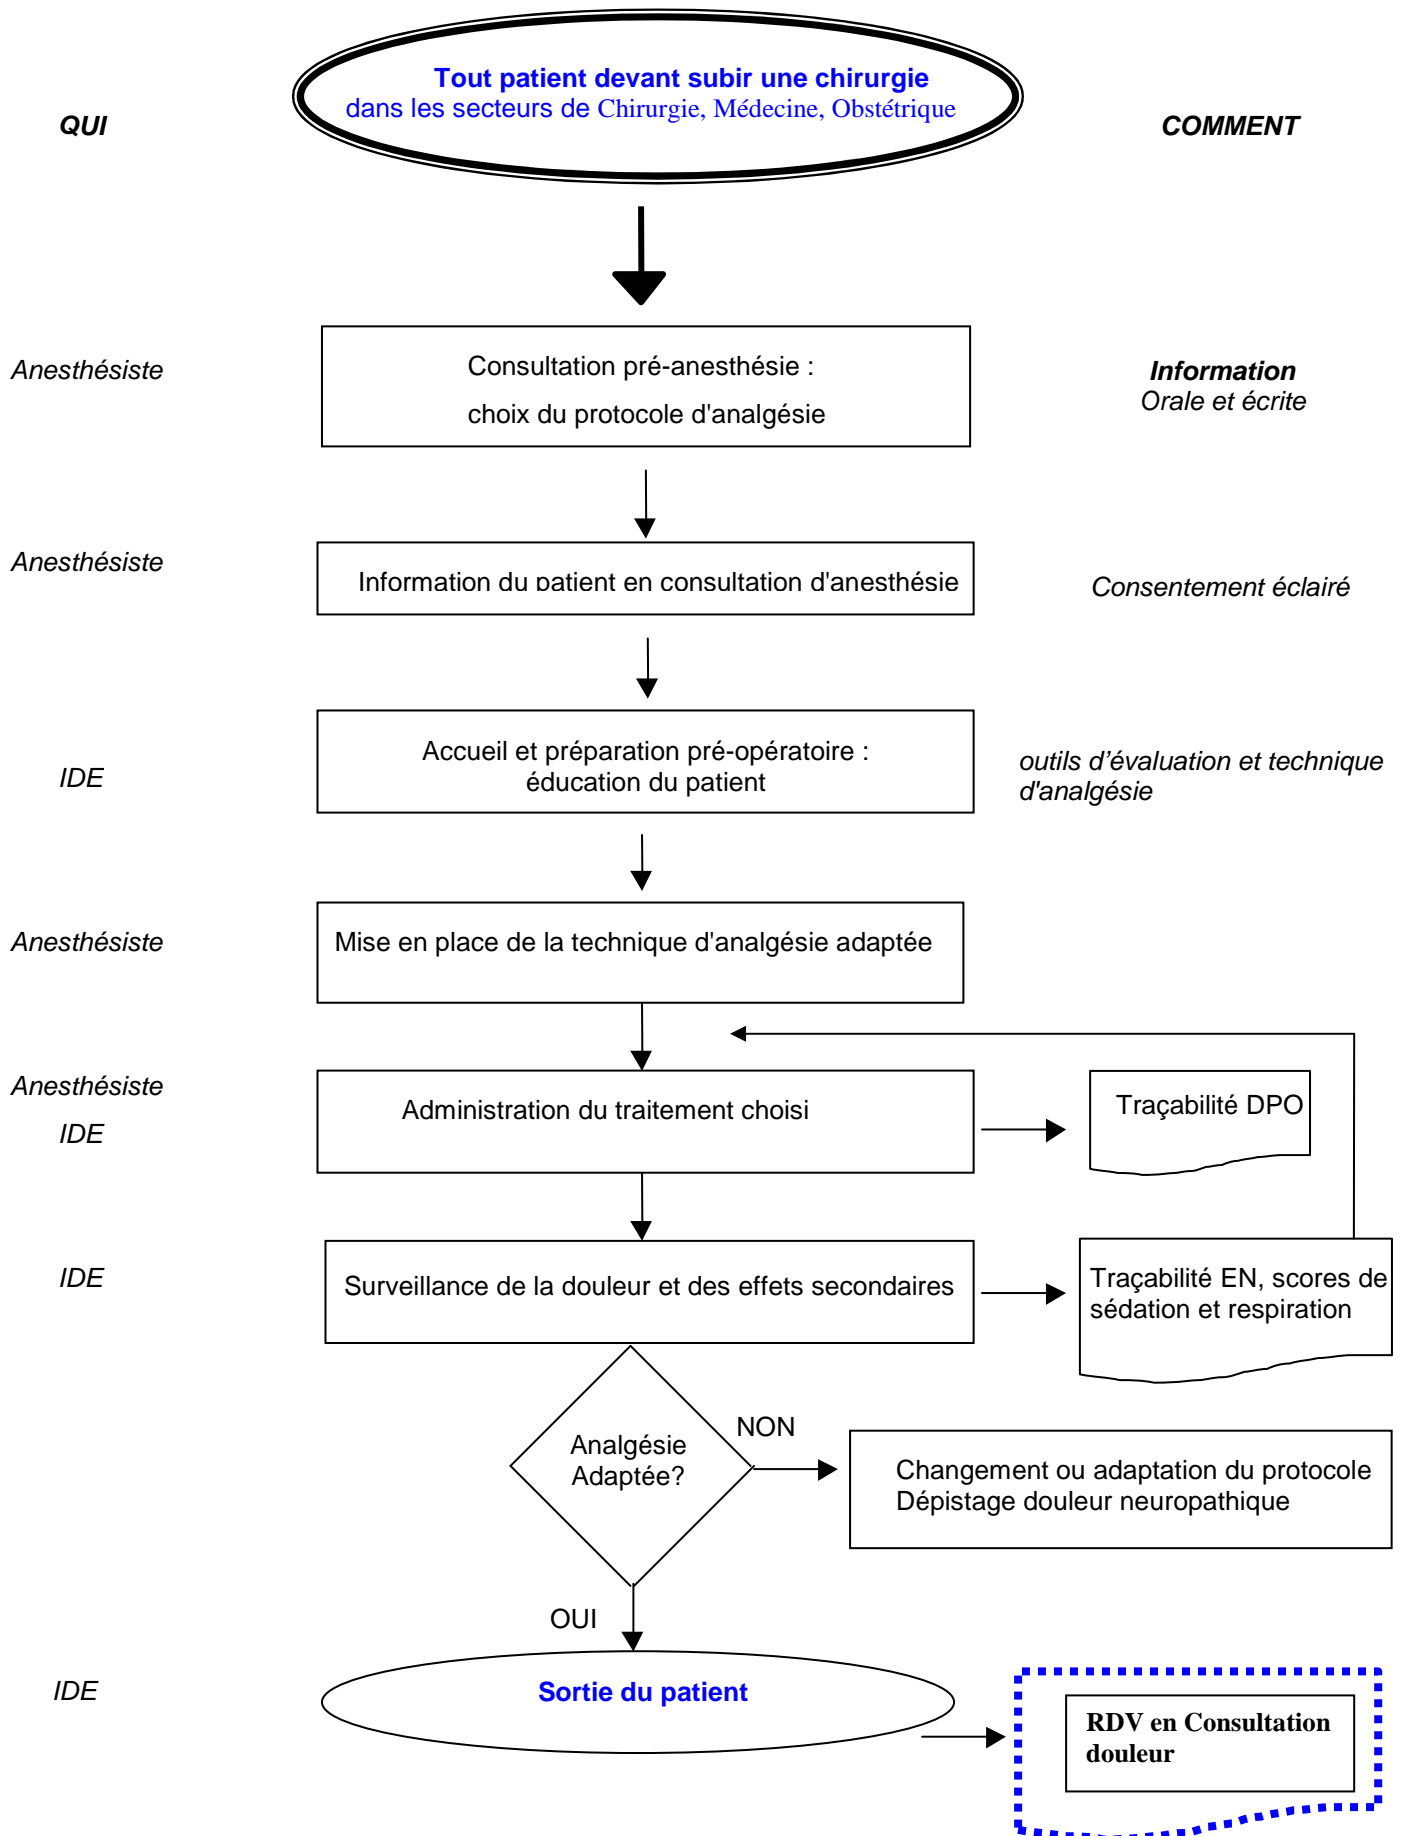 Tout patient devant subir une chirurgie
dans les secteurs de Chirurgie, Médecine, Obstétrique
QUI
COMMENT
Anesthésiste
Consultation pré-anesthésie :
choix du protocole d'analgésie
Information
Orale et écrite
Anesthésiste
Information du patient en consultation d'anesthésie
Consentement éclairé
IDE
Accueil et préparation pré-opératoire :
éducation du patient
outils d’évaluation et technique
d'analgésie
Anesthésiste
Mise en place de la technique d'analgésie adaptée
Anesthésiste
IDE
Administration du traitement choisi
Traçabilité DPO
IDE
Surveillance de la douleur et des effets secondaires
Traçabilité EN, scores de
sédation et respiration
Analgésie
Adaptée?
NON
Changement ou adaptation du protocole
Dépistage douleur neuropathique
OUI
IDE
Sortie du patient
RDV en Consultation
douleur